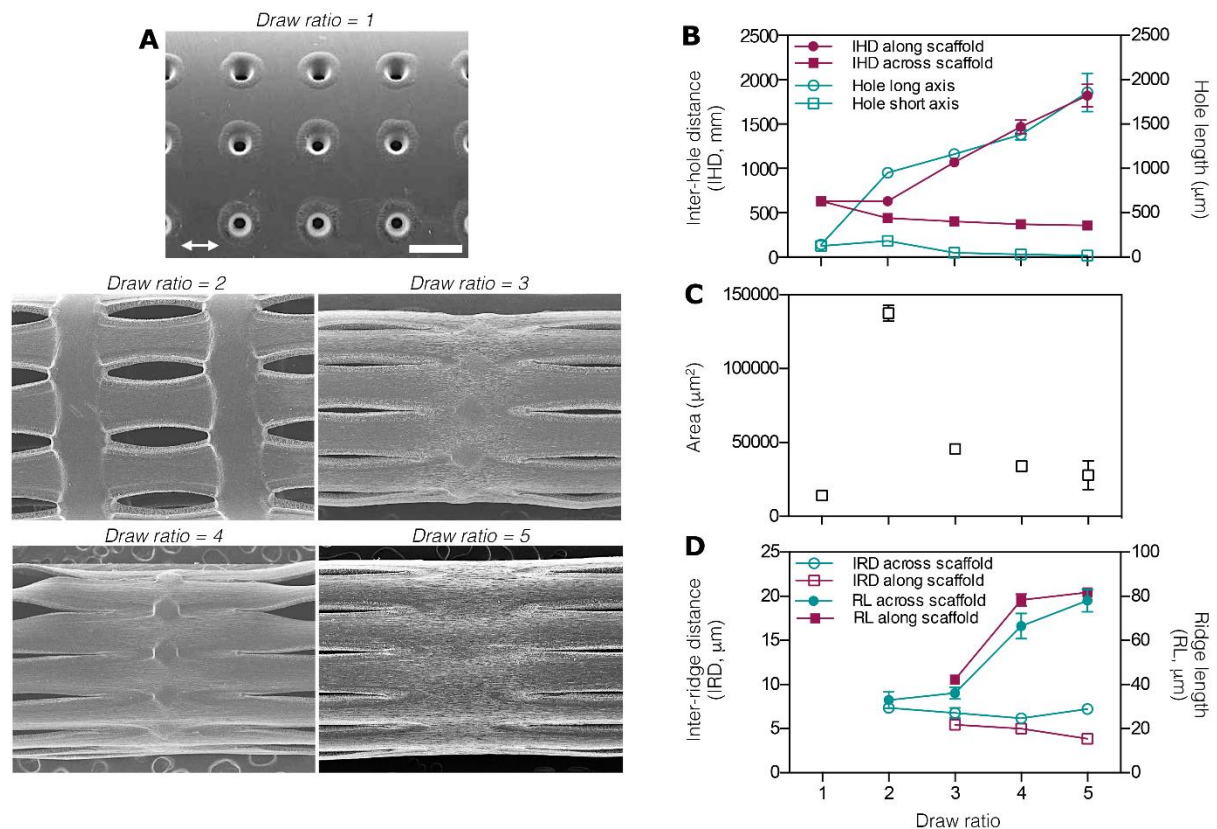 A
Draw ratio = 1
Draw ratio = 2
Draw ratio = 3
Draw ratio = 4
Draw ratio = 5
B
IHD along scaffold
IHD across scaffold
Hole long axis
Hole short axis
Inter-hole distance
(IHD, mm)
2500
2000
1500
1000
500
0
2500
2000
1500
1000
500
0
Hole length (μm)
C
Area (μm²)
150000
100000
50000
0
D
IRD across scaffold
IRD along scaffold
RL across scaffold
RL along scaffold
Inter-ridge distance
(IRD, μm)
25
20
15
10
5
0
100
80
60
40
20
0
Ridge length
(RL, μm)
1 2 3 4 5
Draw ratio